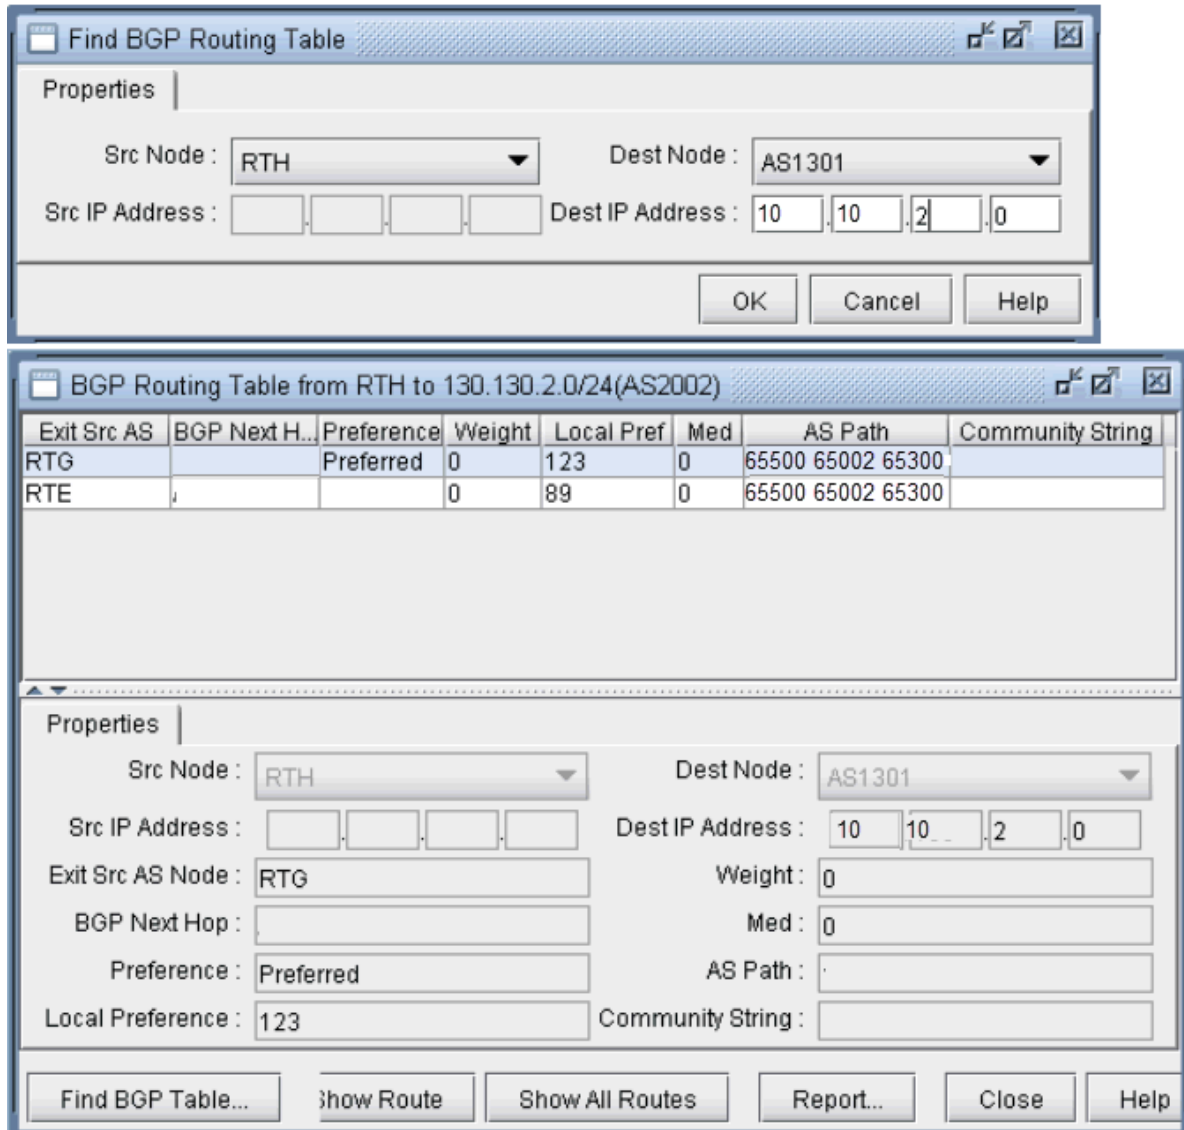 Find BGP Routing Table
Properties
Src Node : RTH Dest Node : AS1301
Src IP Address : . . . Dest IP Address : 10 . 10 . 2 . 0
OK Cancel Help
BGP Routing Table from RTH to 130.130.2.0/24(AS2002)
Exit Src AS BGP Next H... Preference Weight Local Pref Med AS Path Community String
RTG Preferred 0 123 0 65500 65002 65300
RTE 0 89 0 65500 65002 65300
Properties
Src Node : RTH Dest Node : AS1301
Src IP Address : . . . Dest IP Address : 10 10 . 2 . 0
Exit Src AS Node : RTG Weight : 0
BGP Next Hop : Med : 0
Preference : Preferred AS Path :
Local Preference : 123 Community String :
Find BGP Table... Show Route Show All Routes Report... Close Help